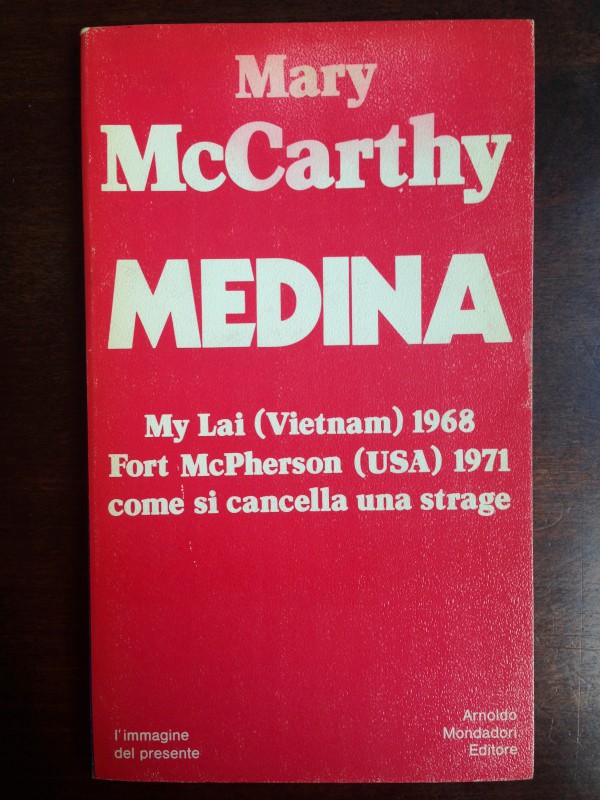 Mary
McCarthy
MEDINA
My Lai (Vietnam) 1968
Fort McPherson (USA) 1971
come si cancella una strage
l'immagine
del presente
Arnoldo
Mondadori
Editore